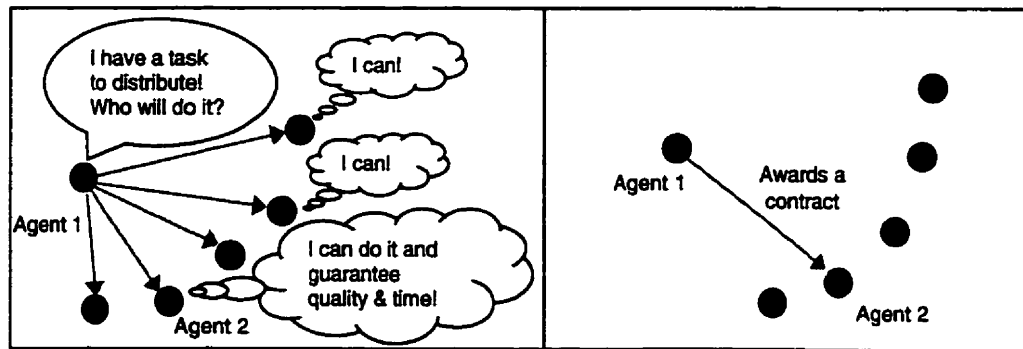 I have a task
to distribute!
Who will do it?
I can!
I can!
Agent 1
I can do it and
guarantee
quality & time!
Agent 2
Agent 1
Awards a
contract
Agent 2